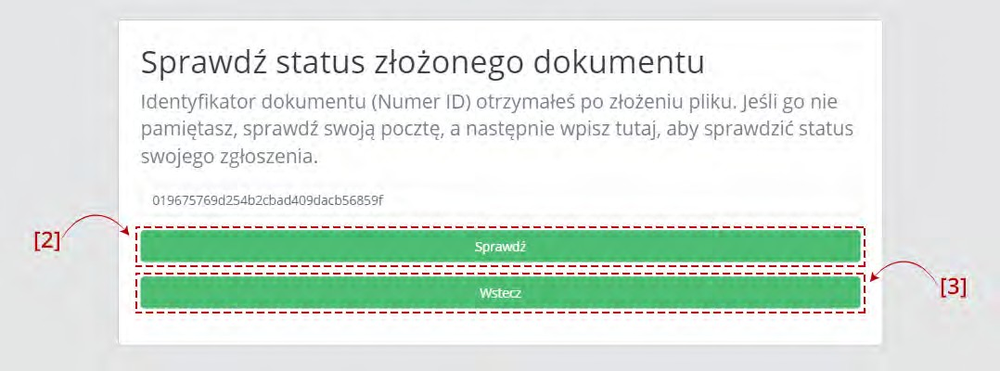 Sprawdź status złożonego dokumentu
Identyfikator dokumentu (Numer ID) otrzymałeś po złożeniu pliku. Jeśli go nie
pamiętasz, sprawdź swoją pocztę, a następnie wpisz tutaj, aby sprawdzić status
swojego zgłoszenia.
019675769d254b2cbad409dacb56859f
[2]
Sprawdź
Wstecz
[3]